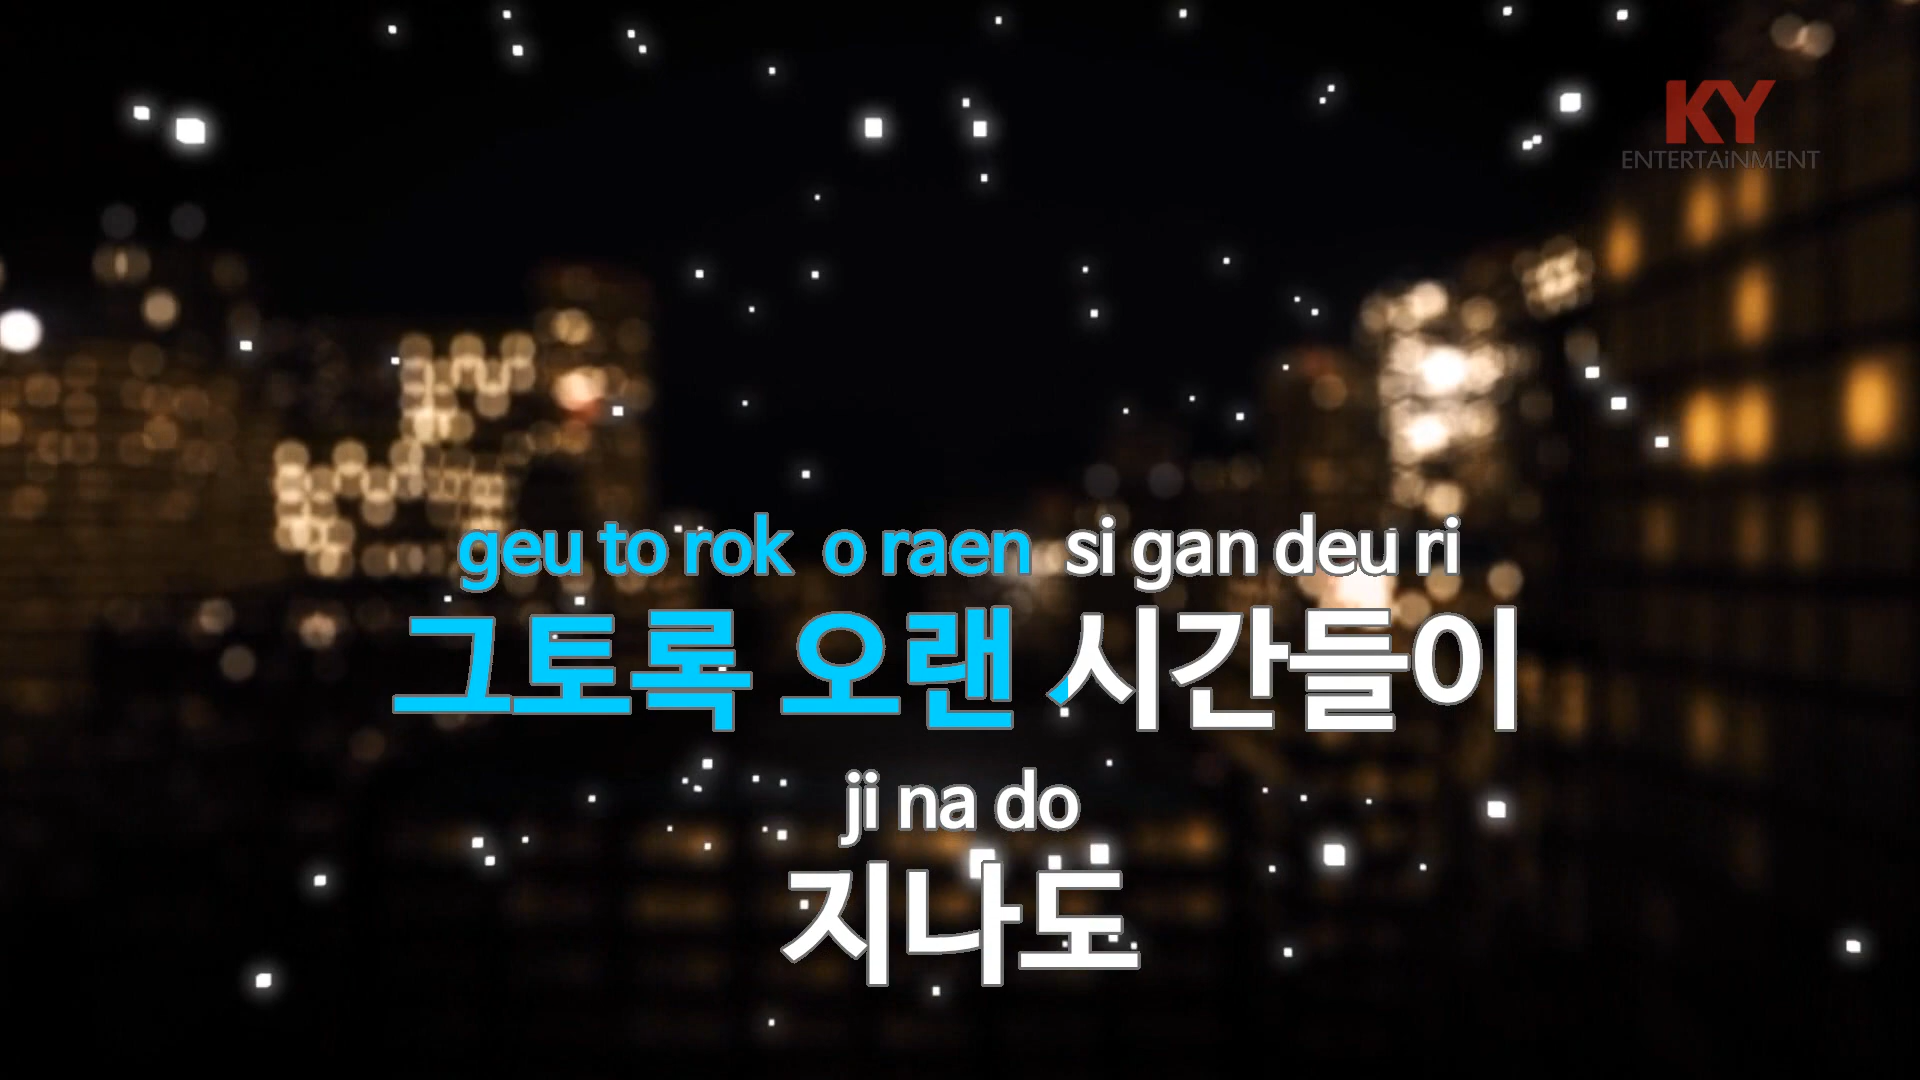 KY
ENTERTAiNMENT
geu to rok o raen si gan deu ri
그토록 오랜 시간들이
ji na do
지나도